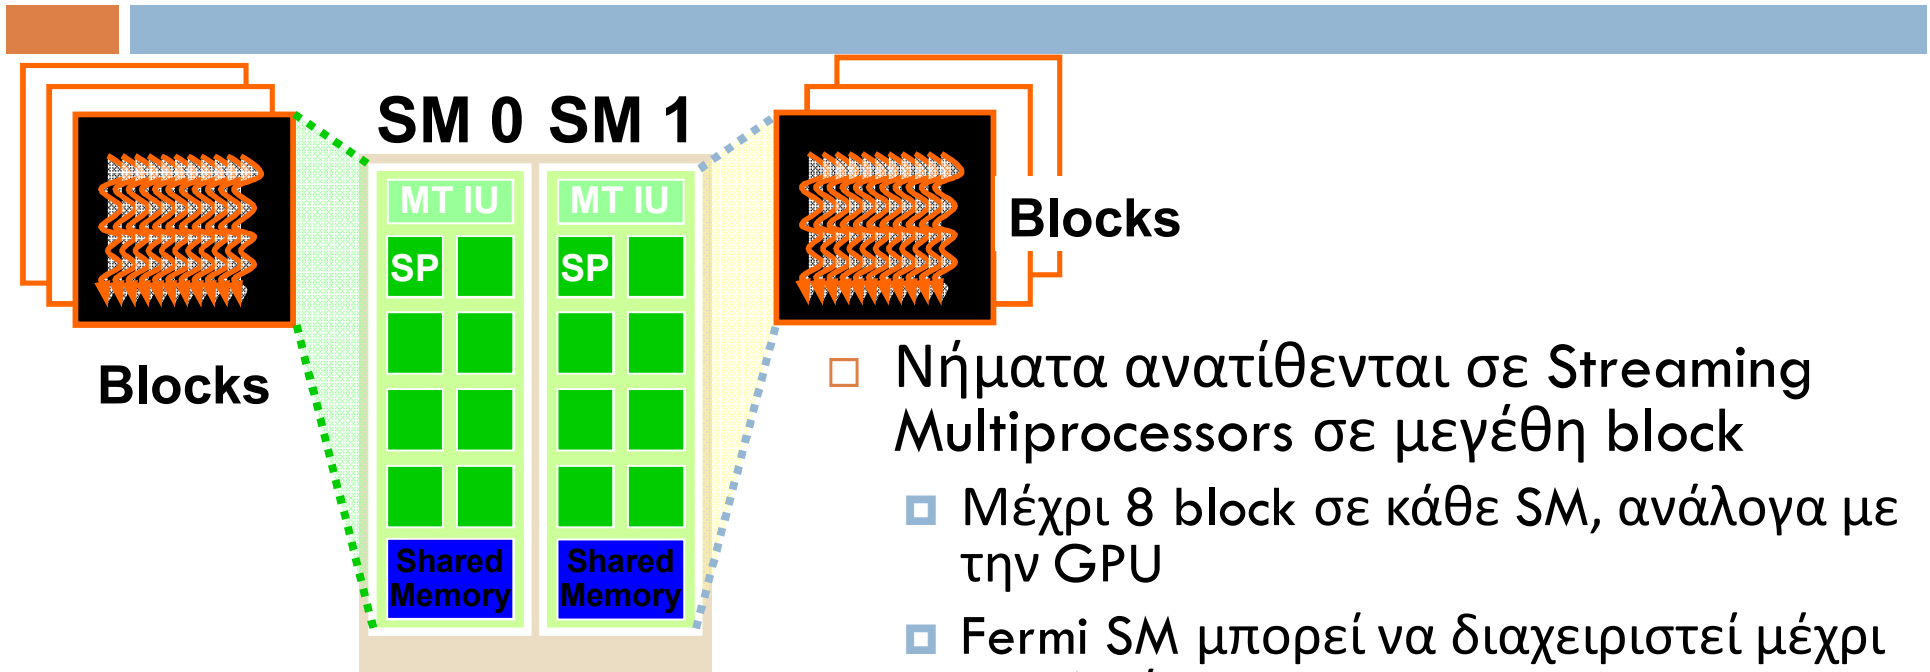 SM 0 SM 1
MT IU MT IU
SP SP
Shared Memory Shared Memory
Blocks
Blocks
Νήματα ανατίθενται σε Streaming
Multiprocessors σε μεγέθη block
Μέχρι 8 block σε κάθε SM, ανάλογα με
την GPU
Fermi SM μπορεί να διαχειριστεί μέχρι